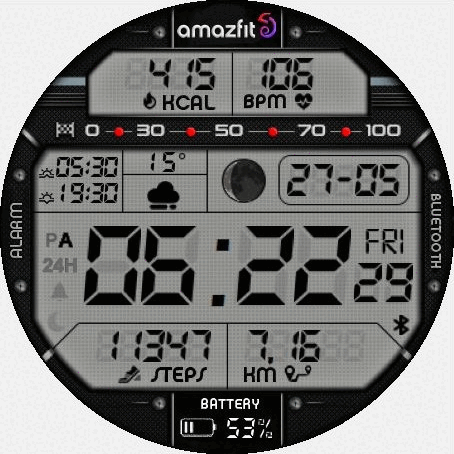 amazfit
415 106
KCAL BPM
0 30 50 70 100
05:30 15° 27-05
19:30
ALARM
BLUETOOTH
PA 06:22 FRI
24H 29
11347 7,16
STEPS KM
BATTERY
53%